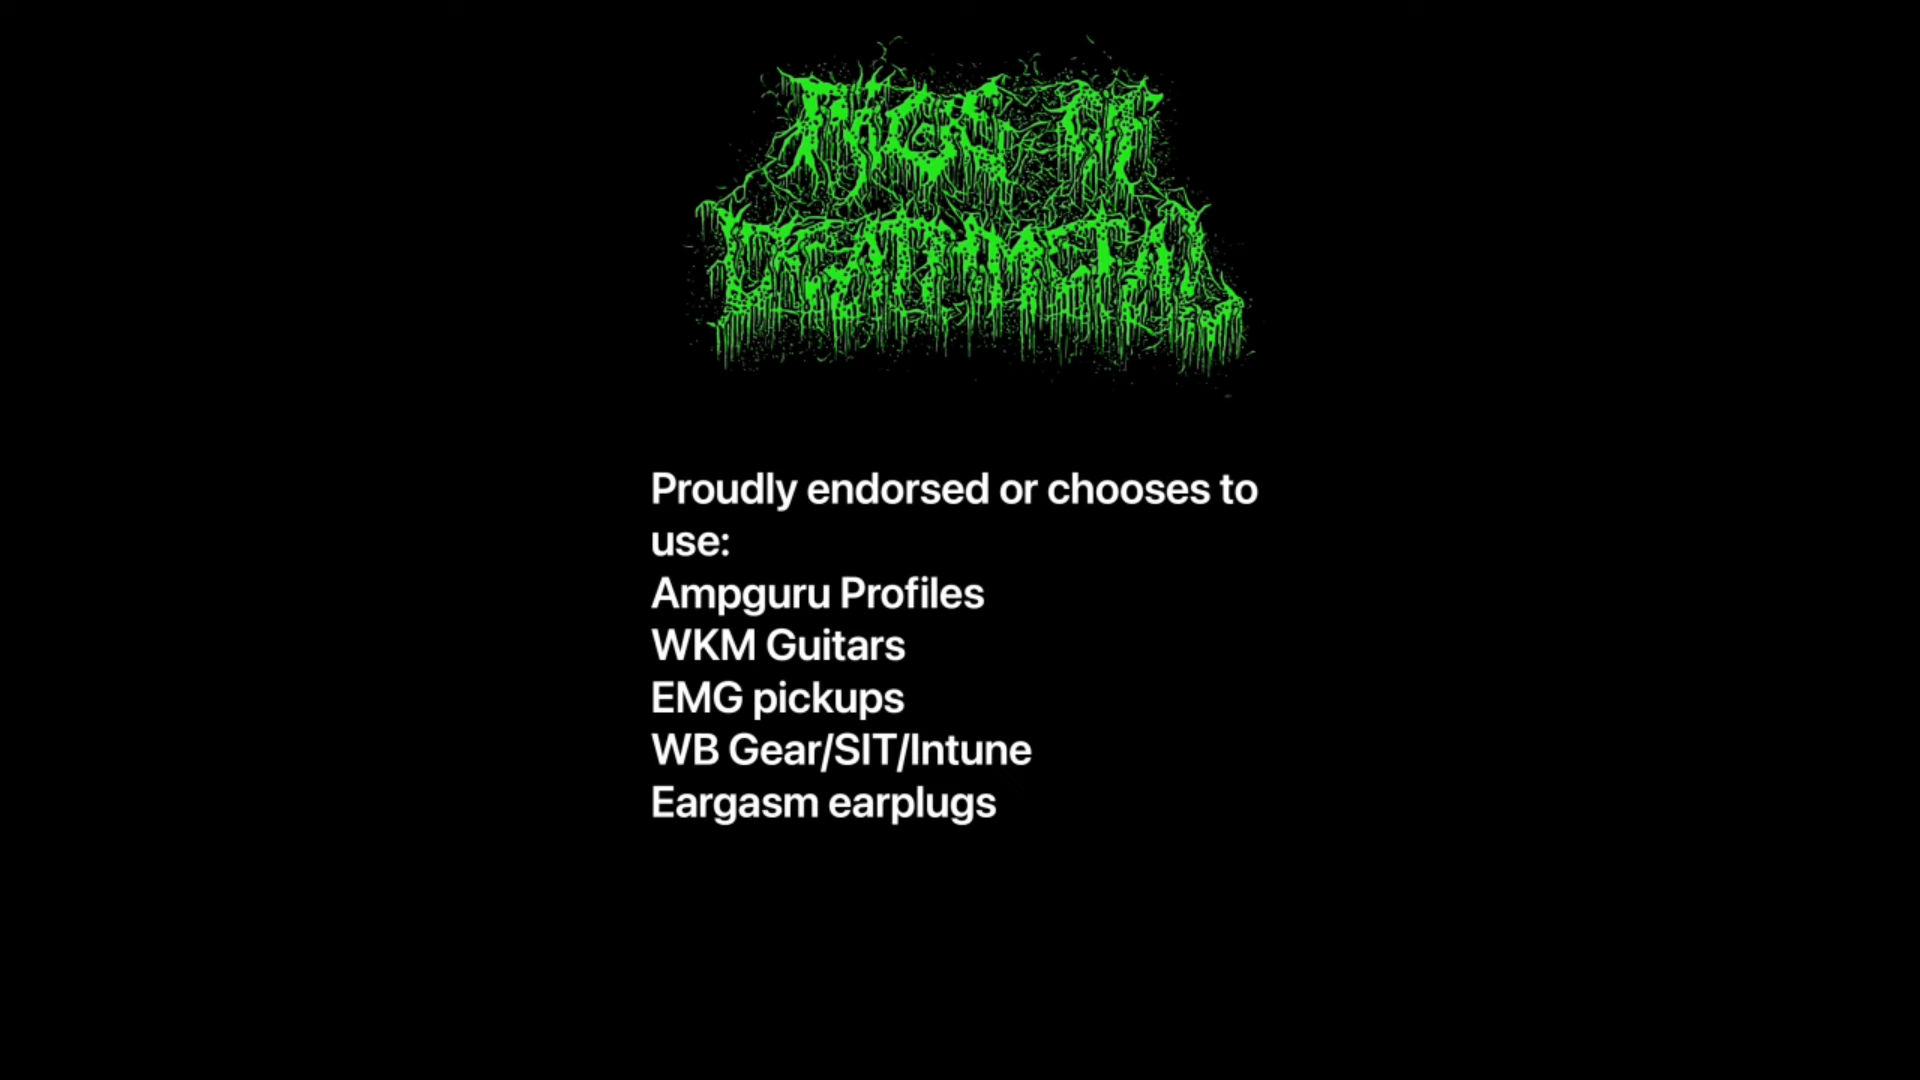 Proudly endorsed or chooses to
use:
Ampguru Profiles
WKM Guitars
EMG pickups
WB Gear/SIT/Intune
Eargasm earplugs